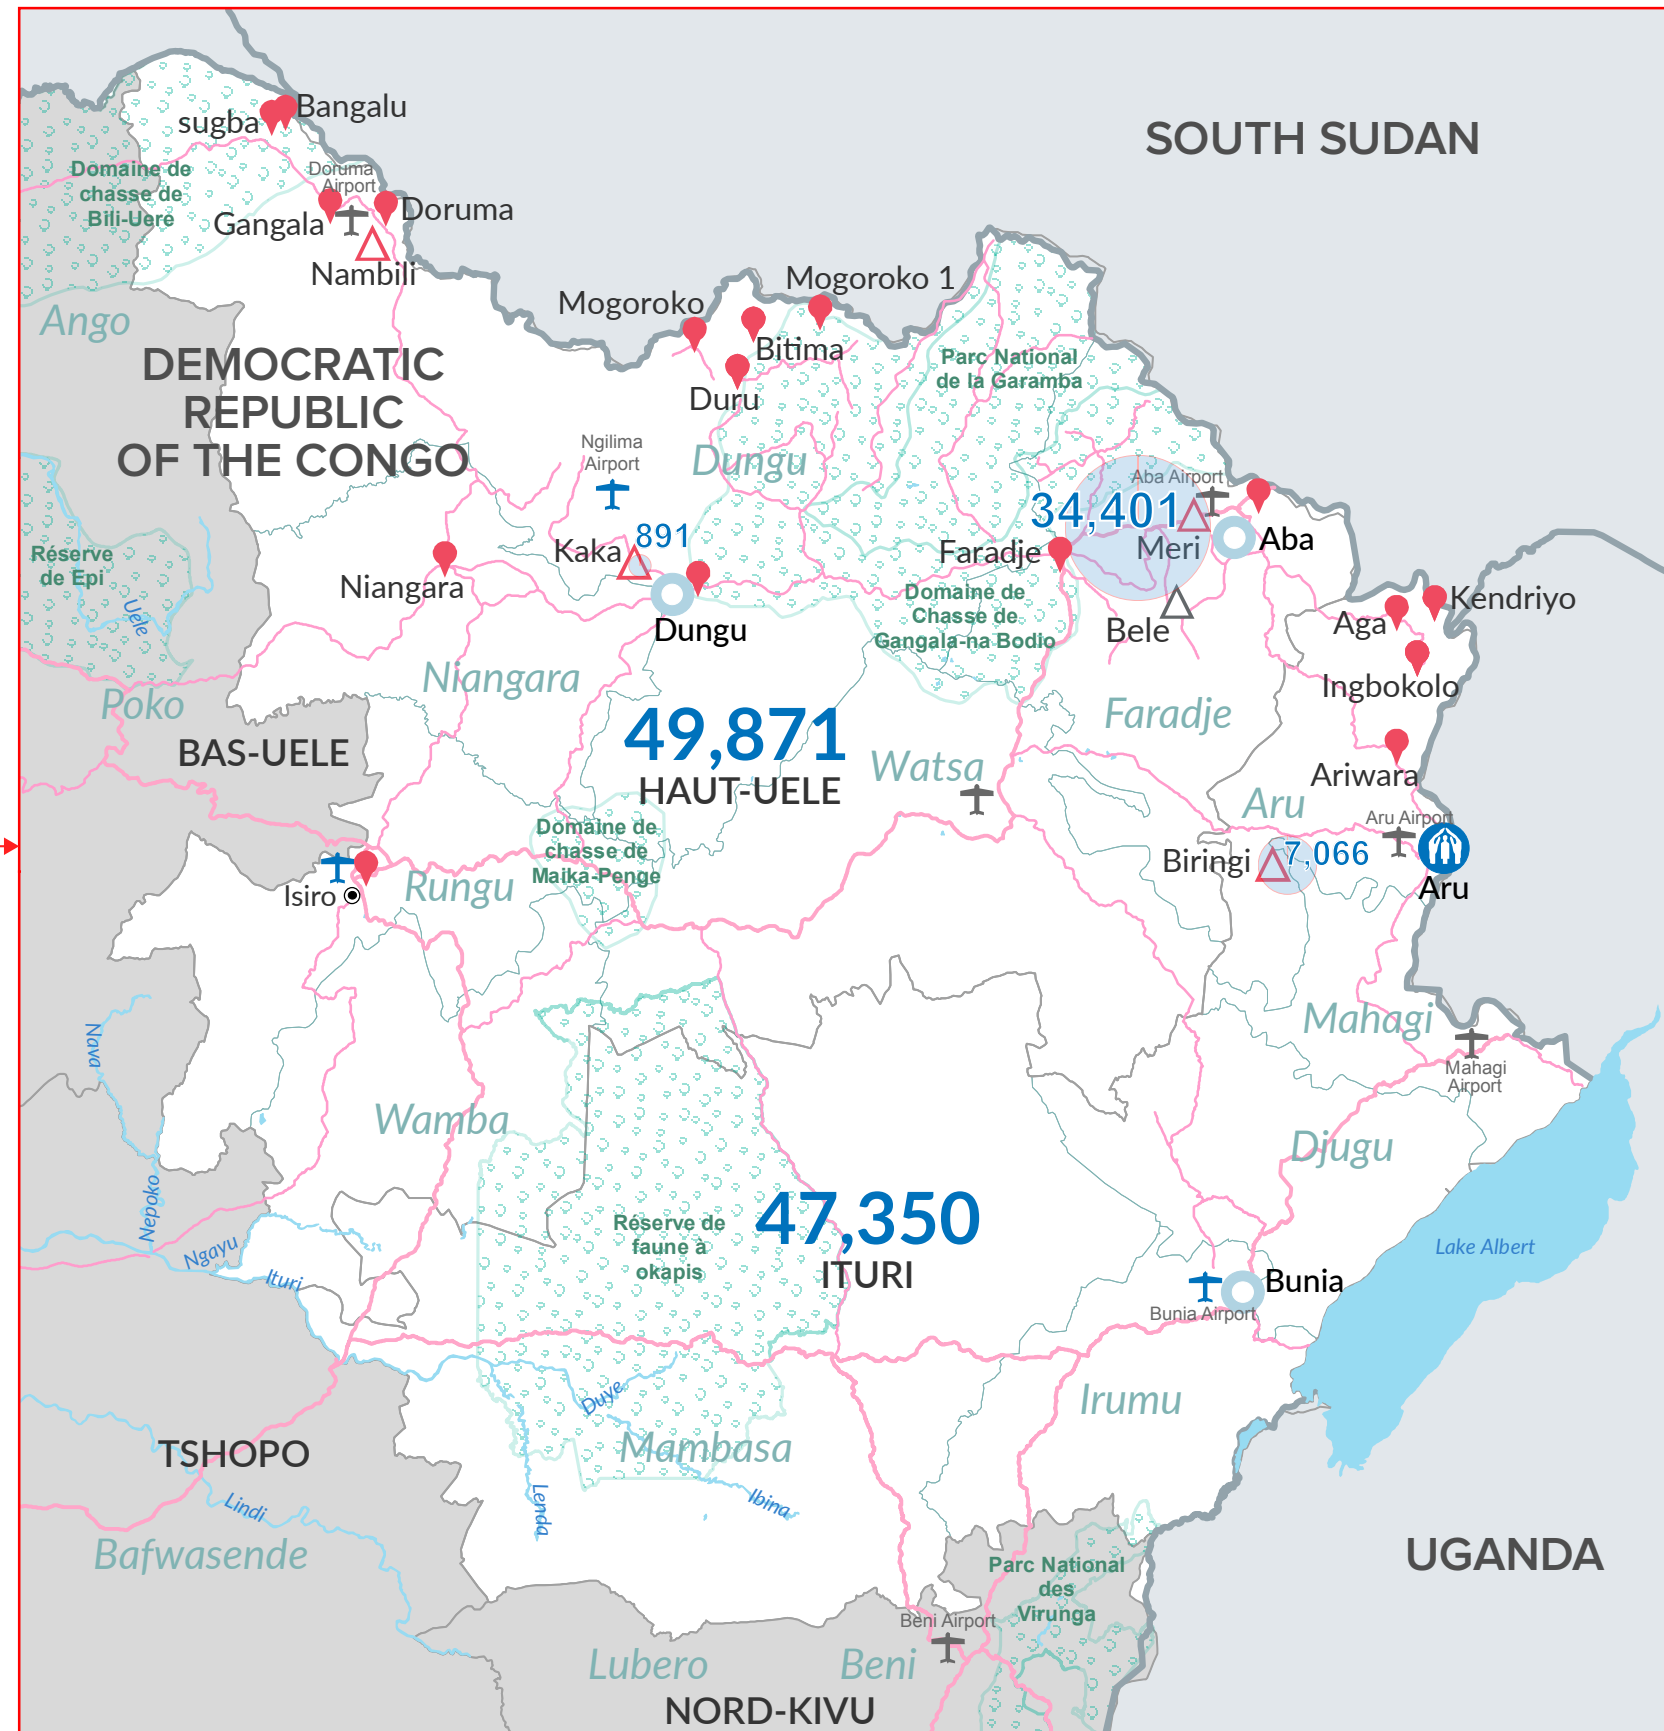 SOUTH SUDAN
Bangalu
sugba
Doruma
Airport
Domaine de
chasse de
Bili-Uere
Doruma
Gangala
Nambili
Mogoroko 1
Mogoroko
Ango
Bitima
DEMOCRATIC
REPUBLIC
OF THE CONGO
Parc National
de la Garamba
Duru
Ngilima
Airport
Dungu
Aba Airport
34,401
891
Kaka
Meri
Aba
Faradje
Réserve
de Epi
Niangara
Domaine de
Chasse de
Gangala-na Bodio
Kendriyo
Aga
Uele
Dungu
Bele
Niangara
Ingbokolo
Poko
Faradje
49,871
HAUT-UELE
BAS-UELE
Watsa
Ariwara
Aru
Aru Airport
Domaine de
chasse de
Maika-Penge
Biringi
7,066
Aru
Isiro
Rungu
Mahagi
Nava
Mahagi
Airport
Wamba
Djugu
Nepoko
47,350
ITURI
Réserve de
faune à
okapis
Lake Albert
Ngayu
Ituri
Bunia
Bunia Airport
Duye
Irumu
Mambasa
TSHOPO
Lindi
Lenda
Ibina
Bafwasende
UGANDA
Parc National
des
Virunga
Beni Airport
Lubero
Beni
NORD-KIVU